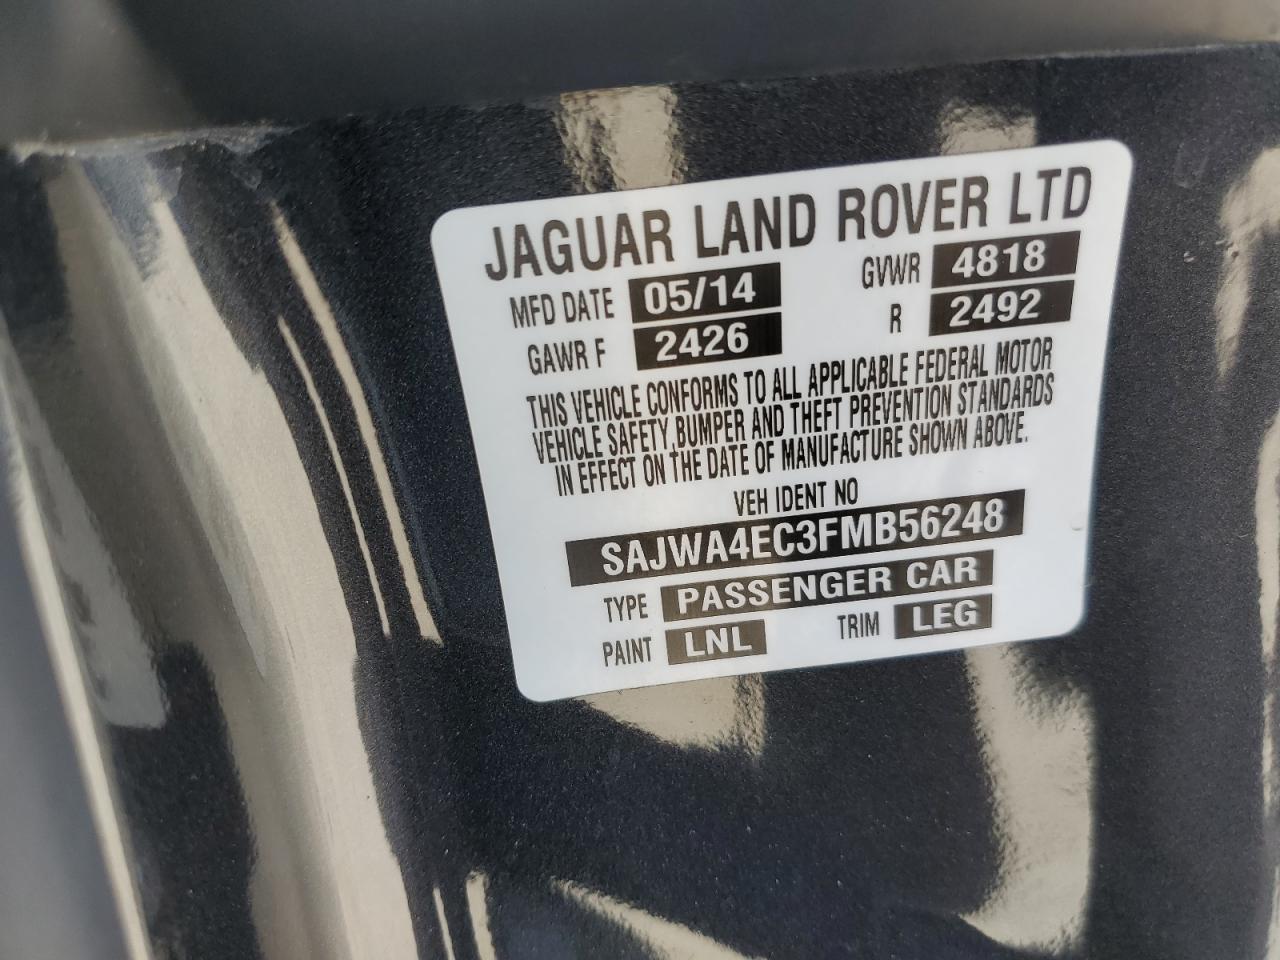 JAGUAR LAND ROVER LTD
MFD DATE 05/14 GVWR 4818
GAWR F 2426 R 2492
THIS VEHICLE CONFORMS TO ALL APPLICABLE FEDERAL MOTOR
VEHICLE SAFETY, BUMPER AND THEFT PREVENTION STANDARDS
IN EFFECT ON THE DATE OF MANUFACTURE SHOWN ABOVE.
VEH IDENT NO
SAJWA4EC3FMB56248
TYPE PASSENGER CAR
PAINT LNL TRIM LEG